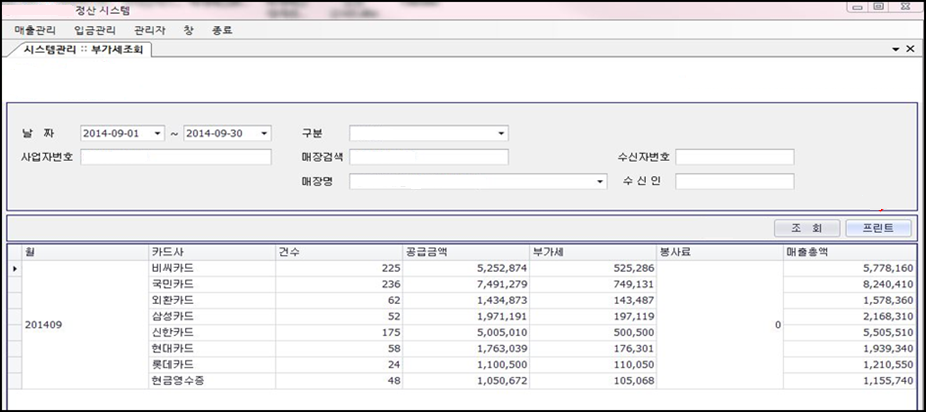 정산 시스템
매출관리 입금관리 관리자 창 종료
시스템관리 :: 부가세조회
날 짜 2014-09-01 ~ 2014-09-30 구분
사업자번호 매장검색 수신자번호
매장명 수 신 인
조 회 프린트
월 카드사 건수 공급금액 부가세 봉사료 매출총액
비씨카드 225 5,252,874 525,286 5,778,160
국민카드 236 7,491,279 749,131 8,240,410
외환카드 62 1,434,873 143,487 1,578,360
삼성카드 52 1,971,191 197,119 2,168,310
201409 0
신한카드 175 5,005,010 500,500 5,505,510
현대카드 58 1,763,039 176,301 1,939,340
롯데카드 24 1,100,500 110,050 1,210,550
현금영수증 48 1,050,672 105,068 1,155,740